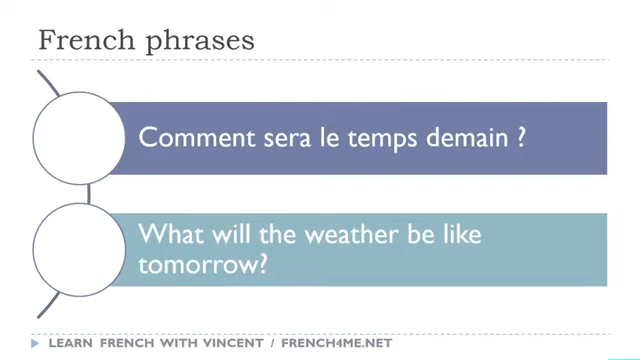 French phrases
Comment sera le temps demain ?
What will the weather be like
tomorrow?
LEARN FRENCH WITH VINCENT / FRENCH4ME.NET